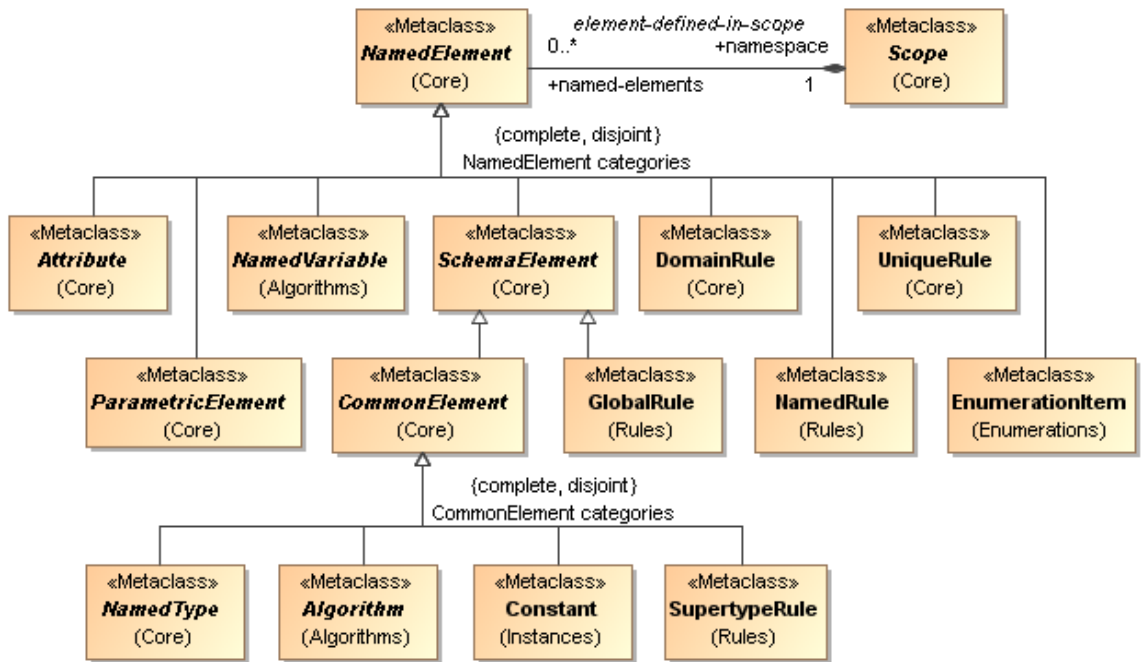 «Metaclass»
NamedElement
(Core)
element-defined-in-scope
0..*
+namespace
+named-elements
1
«Metaclass»
Scope
(Core)
{complete, disjoint}
NamedElement categories
«Metaclass»
Attribute
(Core)
«Metaclass»
NamedVariable
(Algorithms)
«Metaclass»
SchemaElement
(Core)
«Metaclass»
DomainRule
(Core)
«Metaclass»
UniqueRule
(Core)
«Metaclass»
ParametricElement
(Core)
«Metaclass»
CommonElement
(Core)
«Metaclass»
GlobalRule
(Rules)
«Metaclass»
NamedRule
(Rules)
«Metaclass»
EnumerationItem
(Enumerations)
{complete, disjoint}
CommonElement categories
«Metaclass»
NamedType
(Core)
«Metaclass»
Algorithm
(Algorithms)
«Metaclass»
Constant
(Instances)
«Metaclass»
SupertypeRule
(Rules)